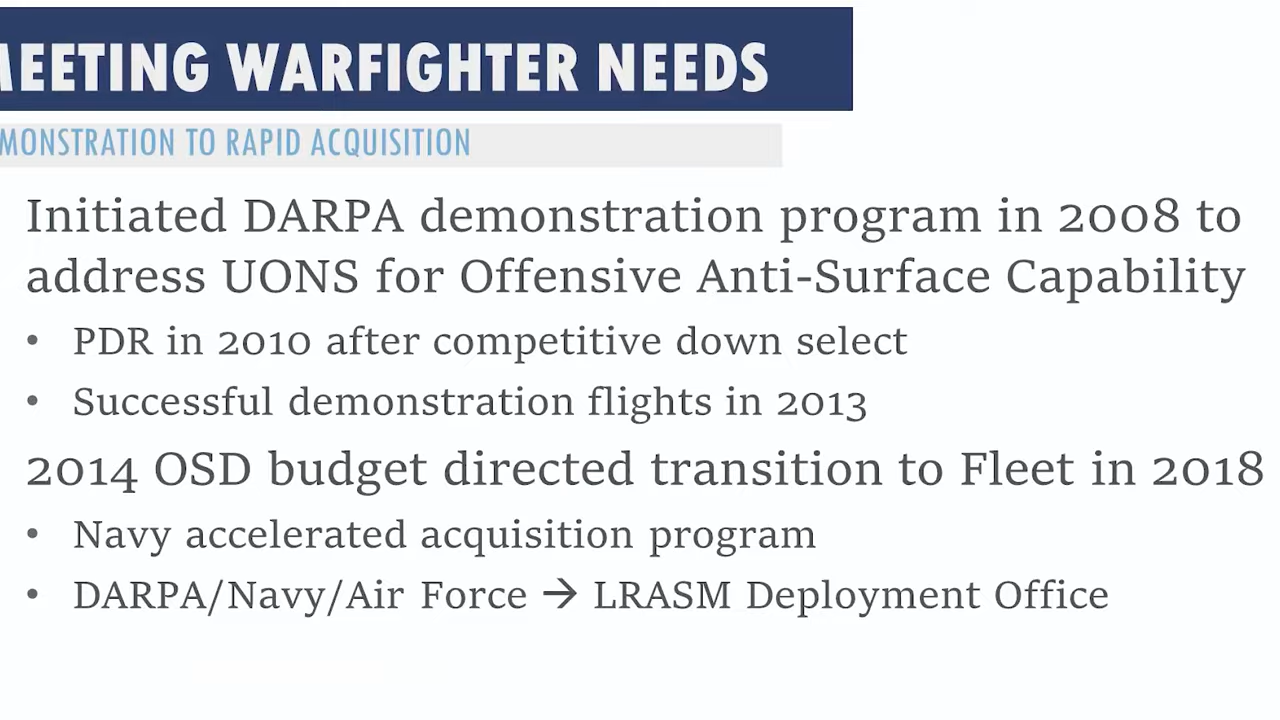 MEETING WARFIGHTER NEEDS
MONSTRATION TO RAPID ACQUISITION
Initiated DARPA demonstration program in 2008 to
address UONS for Offensive Anti-Surface Capability
• PDR in 2010 after competitive down select
• Successful demonstration flights in 2013
2014 OSD budget directed transition to Fleet in 2018
• Navy accelerated acquisition program
• DARPA/Navy/Air Force → LRASM Deployment Office